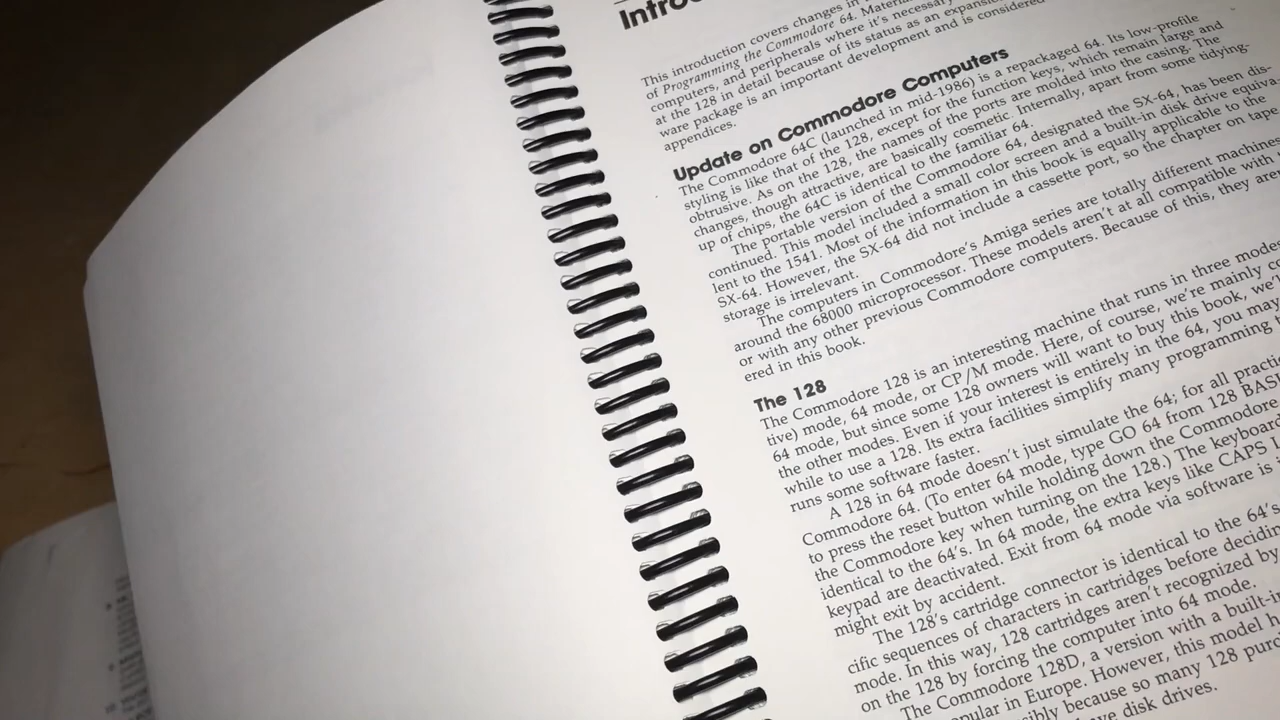 Intro
This introduction covers changes in
of Programming the Commodore 64. Material
computers, and peripherals where it's necessary
at the 128 in detail because of its status as an expansion
ware package is an important development and is considered
appendices.
Update on Commodore Computers
The Commodore 64C (launched in mid-1986) is a repackaged 64. Its low-profile
styling is like that of the 128, except for the function keys, which remain large and
obtrusive. As on the 128, the names of the ports are molded into the casing. The
changes, though attractive, are basically cosmetic. Internally, apart from some tidying-
up of chips, the 64C is identical to the familiar 64.
The portable version of the Commodore 64, designated the SX-64, has been dis-
continued. This model included a small color screen and a built-in disk drive equiva
lent to the 1541. Most of the information in this book is equally applicable to the
SX-64. However, the SX-64 did not include a cassette port, so the chapter on tape
storage is irrelevant.
The computers in Commodore's Amiga series are totally different machines
around the 68000 microprocessor. These models aren't at all compatible with
or with any other previous Commodore computers. Because of this, they aren
ered in this book.
The 128
The Commodore 128 is an interesting machine that runs in three modes
tive) mode, 64 mode, or CP/M mode. Here, of course, we're mainly co
64 mode, but since some 128 owners will want to buy this book, we'
the other modes. Even if your interest is entirely in the 64, you may
while to use a 128. Its extra facilities simplify many programming
runs some software faster.
A 128 in 64 mode doesn't just simulate the 64; for all practi
Commodore 64. (To enter 64 mode, type GO 64 from 128 BASI
to press the reset button while holding down the Commodore
the Commodore key when turning on the 128.) The keyboard
identical to the 64's. In 64 mode, the extra keys like CAPS L
keypad are deactivated. Exit from 64 mode via software is
might exit by accident.
The 128's cartridge connector is identical to the 64's
cific sequences of characters in cartridges before decidin
mode. In this way, 128 cartridges aren't recognized by
on the 128 by forcing the computer into 64 mode.
The Commodore 128D, a version with a built-in
pular in Europe. However, this model h
sibly because so many 128 purc
disk drives.